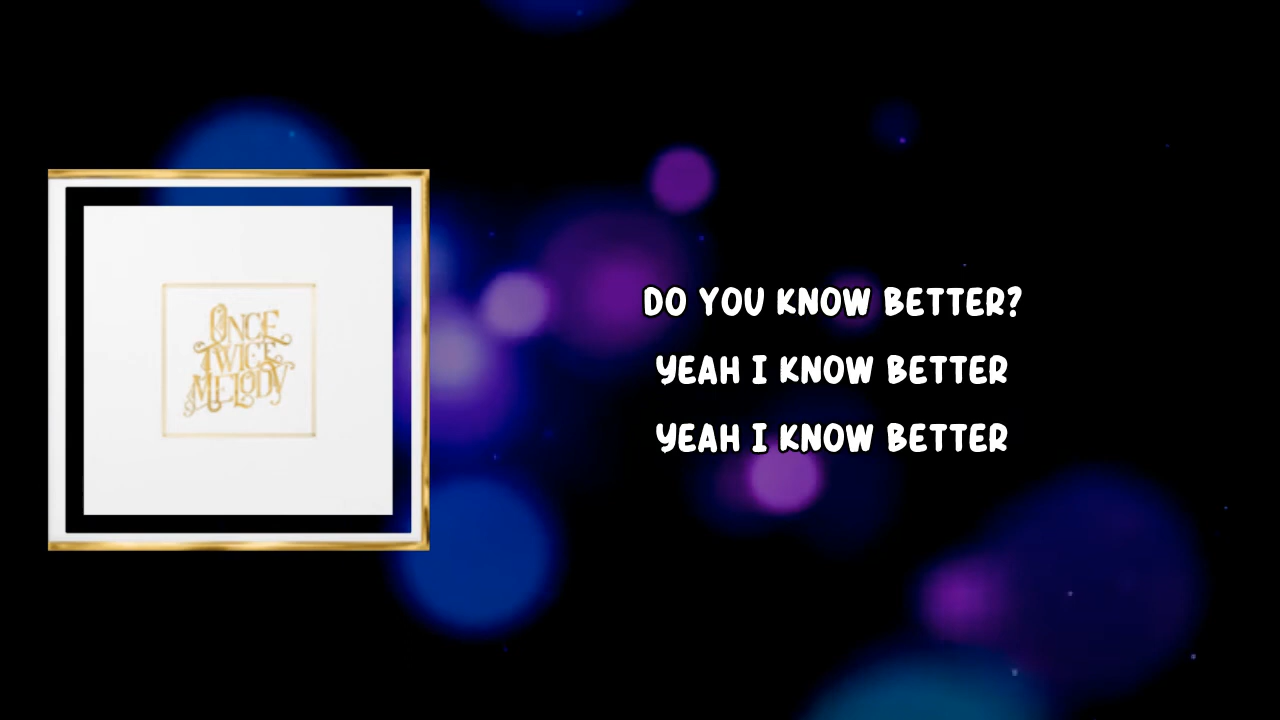 ONCE
TWICE
MELODY
DO YOU KNOW BETTER?
YEAH I KNOW BETTER
YEAH I KNOW BETTER